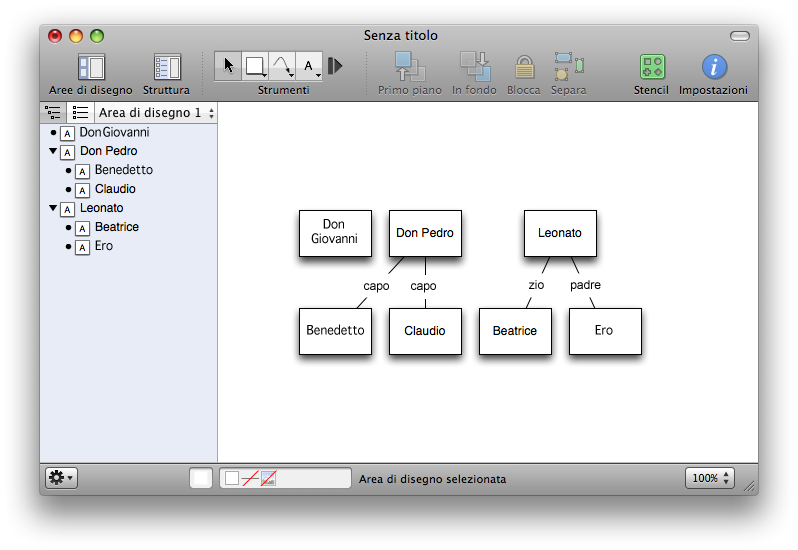 Senza titolo
Aree di disegno
Struttura
A
Strumenti
Primo piano
In fondo
Blocca
Separa
Stencil
Impostazioni
Area di disegno 1
A DonGiovanni
A Don Pedro
A Benedetto
A Claudio
A Leonato
A Beatrice
A Ero
Don
Giovanni
Don Pedro
Leonato
capo
capo
zio
padre
Benedetto
Claudio
Beatrice
Ero
Area di disegno selezionata
100%